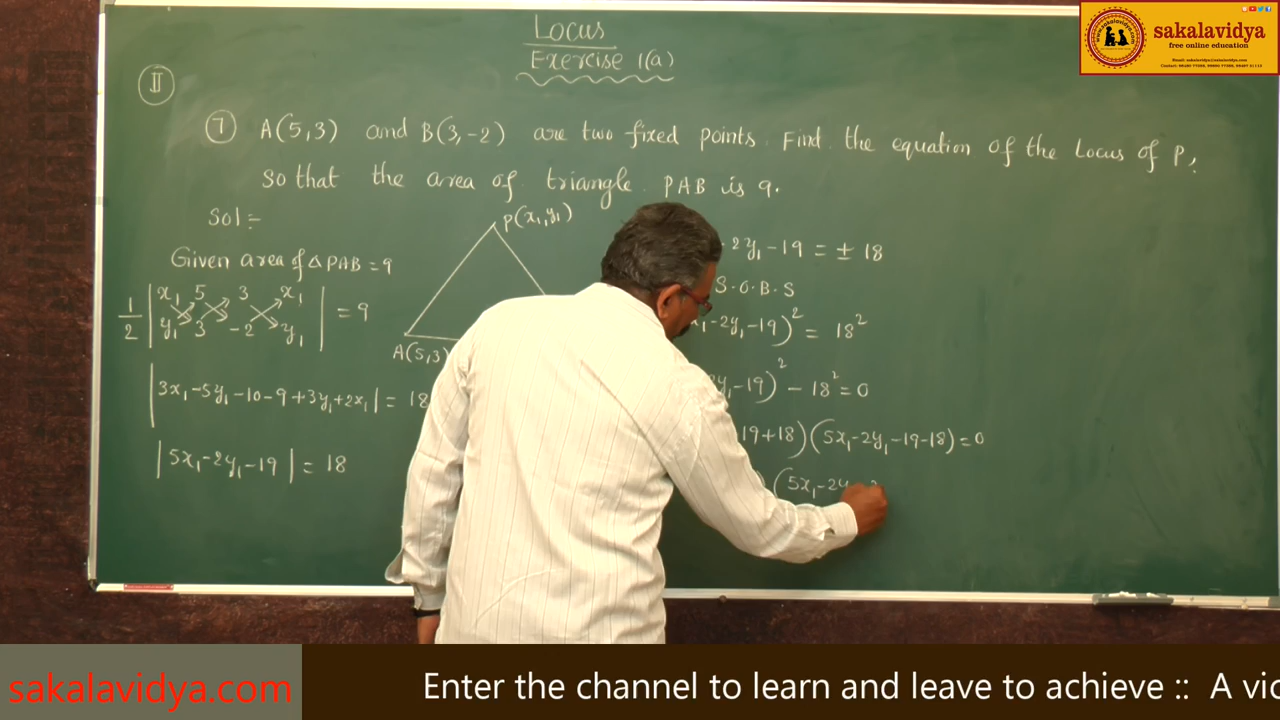 Locus
Exercise 1(a)
II
7 A(5,3) and B(3,-2) are two fixed points. Find the equation of the Locus of P,
so that the area of triangle PAB is 9.
Sol:-
Given area of Δ PAB = 9
1/2 | x₁ 5 3 x₁ | = 9
y₁ 3 -2 y₁
|3x₁-5y₁-10-9+3y₁+2x₁| = 18
|5x₁-2y₁-19| = 18
P(x₁,y₁)
A(5,3)
2y₁-19 = ± 18
S.O.B.S
-2y₁-19)² = 18²
-19)² - 18² = 0
19+18)(5x₁-2y₁-19-18)=0
(5x₁-2y
sakalavidya
free online education
www.sakalavidya.com
sakalavidya.com
Enter the channel to learn and leave to achieve :: A vic